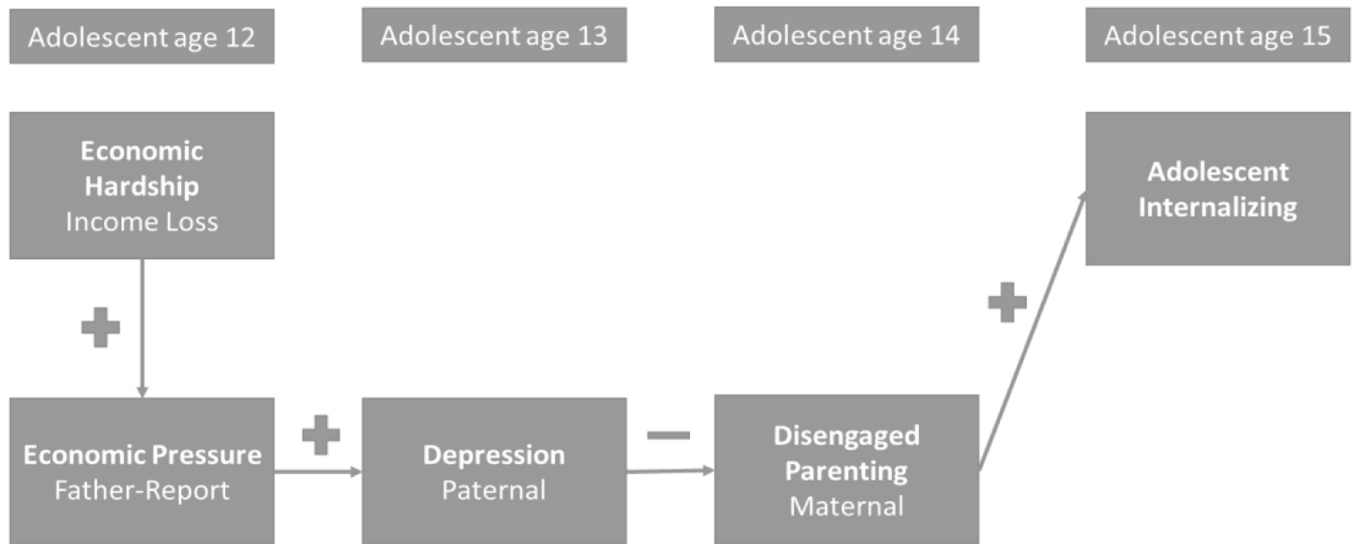 Adolescent age 12
Adolescent age 13
Adolescent age 14
Adolescent age 15
Economic
Hardship
Income Loss
Adolescent
Internalizing
Economic Pressure
Father-Report
Depression
Paternal
Disengaged
Parenting
Maternal